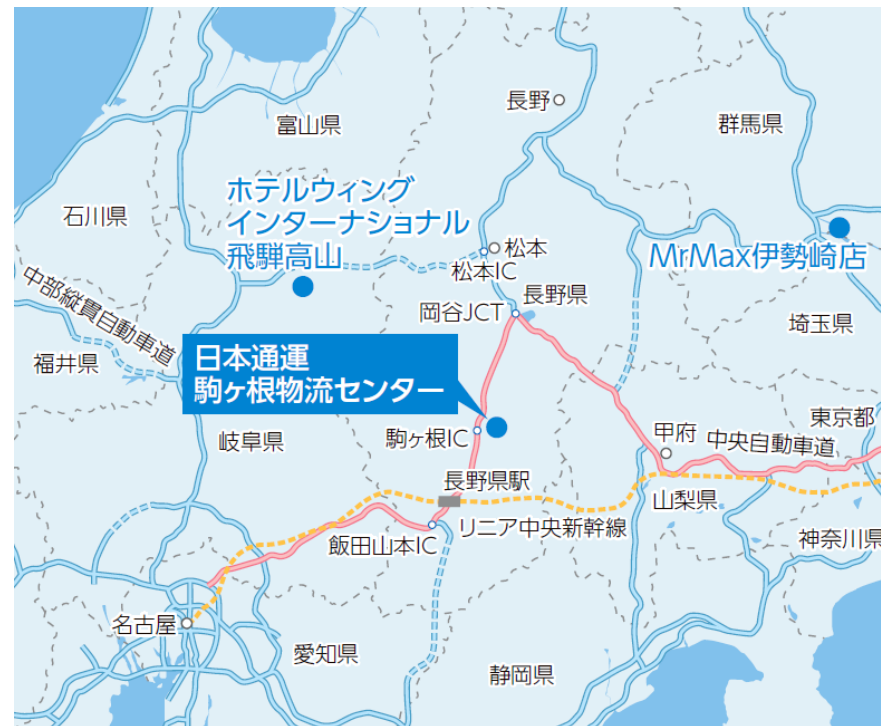 長野
富山県
群馬県
ホテルウィング
インターナショナル
飛騨高山
石川県
松本
松本IC
MrMax伊勢崎店
中部縦貫自動車道
長野県
岡谷JCT
埼玉県
福井県
日本通運
駒ヶ根物流センター
東京都
岐阜県
駒ヶ根IC
甲府
中央自動車道
長野県駅
山梨県
飯田山本IC
リニア中央新幹線
神奈川県
名古屋
愛知県
静岡県